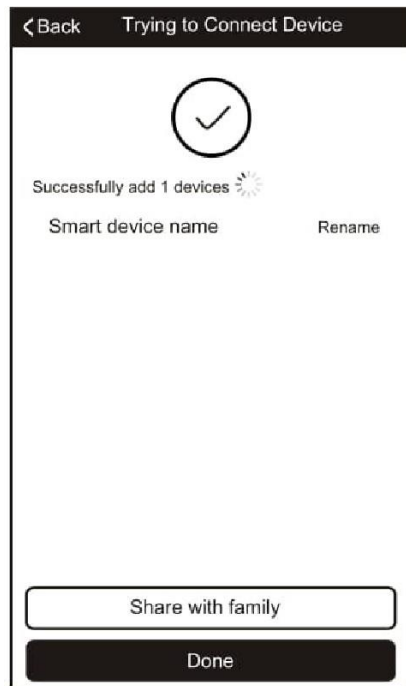 Back Trying to Connect Device
Successfully add 1 devices
Smart device name Rename
Share with family
Done